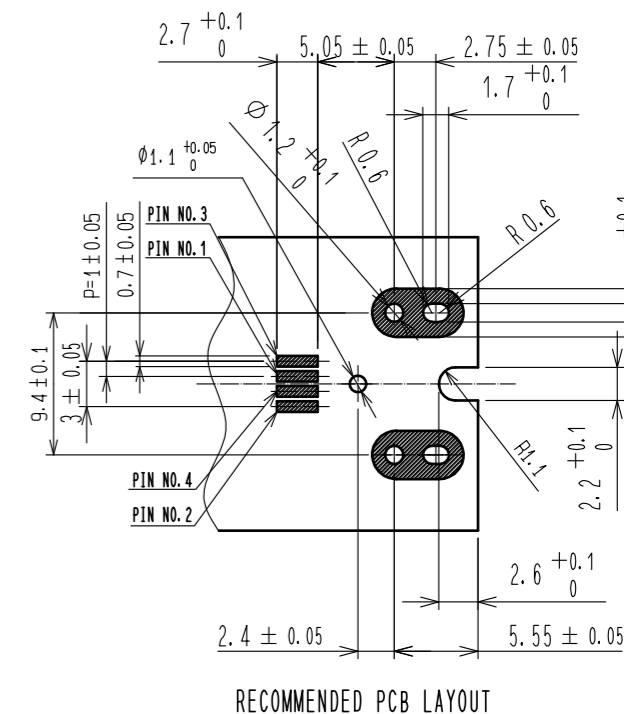 2.7 +0.1 0
5.05 ± 0.05
2.75 ± 0.05
1.7 +0.1 0
Ø1.2 +0.1 0
R0.6
Ø1.1 +0.05 0
R0.6
PIN NO.3
PIN NO.1
P=1±0.05
0.7±0.05
9.4±0.1
3± 0.05
R1.1
2.2 +0.1 0
PIN NO.4
PIN NO.2
2.6 +0.1 0
2.4 ± 0.05
5.55 ± 0.05
RECOMMENDED PCB LAYOUT